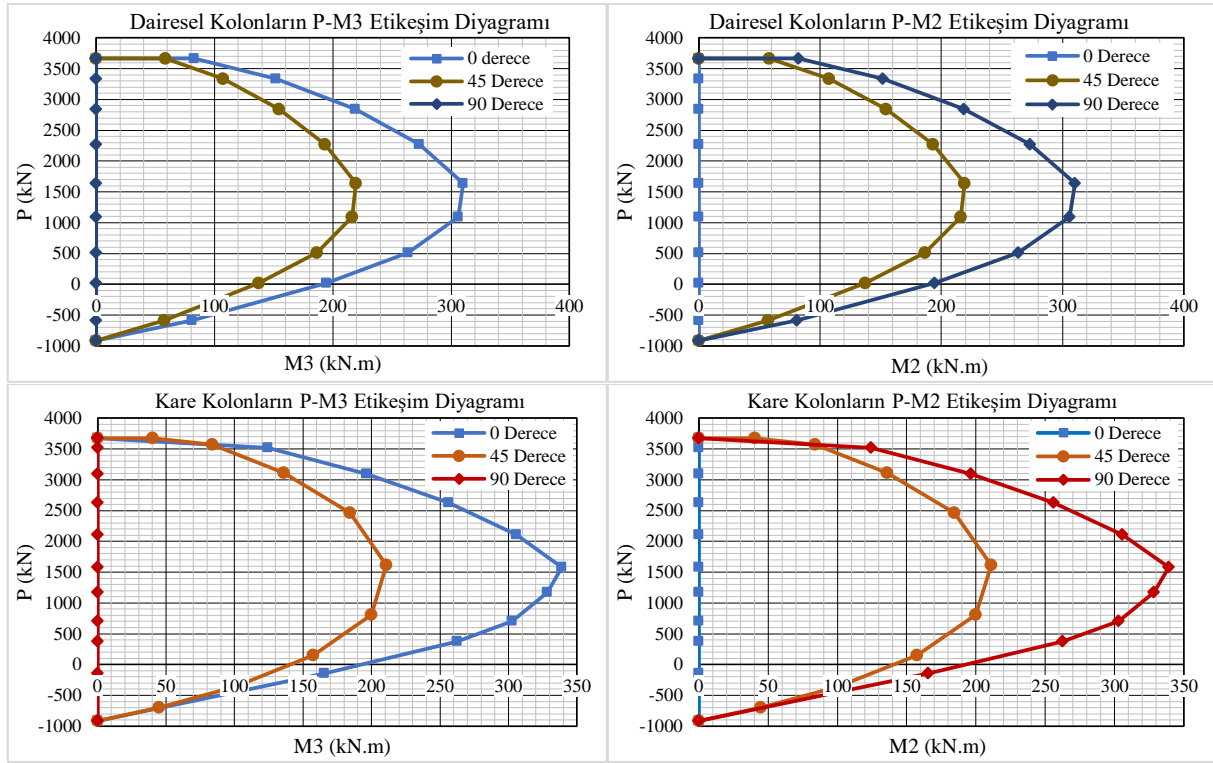 Dairesel Kolonların P-M3 Etikeşim Diyagramı
4000
3500
3000
2500
2000
1500
1000
500
0
-500
-1000
P (kN)
0 derece
45 Derece
90 Derece
0 100 200 300 400
M3 (kN.m)
Dairesel Kolonların P-M2 Etikeşim Diyagramı
4000
3500
3000
2500
2000
1500
1000
500
0
-500
-1000
P (kN)
0 Derece
45 Derece
90 Derece
0 100 200 300 400
M2 (kN.m)
Kare Kolonların P-M3 Etikeşim Diyagramı
4000
3500
3000
2500
2000
1500
1000
500
0
-500
-1000
P (kN)
0 Derece
45 Derece
90 Derece
0 50 100 150 200 250 300 350
M3 (kN.m)
Kare Kolonların P-M2 Etikeşim Diyagramı
4000
3500
3000
2500
2000
1500
1000
500
0
-500
-1000
P (kN)
0 Derece
45 Derece
90 Derece
0 50 100 150 200 250 300 350
M2 (kN.m)